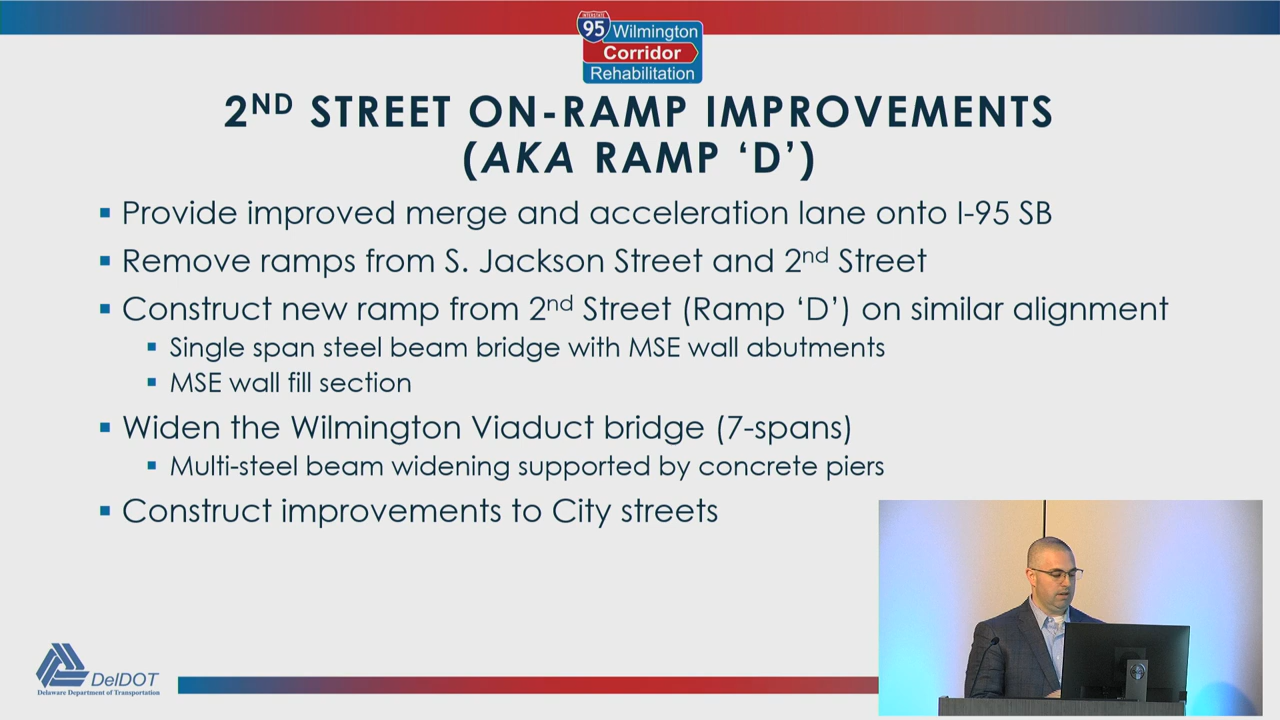 INTERSTATE
95
Wilmington
Corridor
Rehabilitation
2ND STREET ON-RAMP IMPROVEMENTS
(AKA RAMP ‘D’)
▪ Provide improved merge and acceleration lane onto I-95 SB
▪ Remove ramps from S. Jackson Street and 2nd Street
▪ Construct new ramp from 2nd Street (Ramp ‘D’) on similar alignment
▪ Single span steel beam bridge with MSE wall abutments
▪ MSE wall fill section
▪ Widen the Wilmington Viaduct bridge (7-spans)
▪ Multi-steel beam widening supported by concrete piers
▪ Construct improvements to City streets
DelDOT
Delaware Department of Transportation